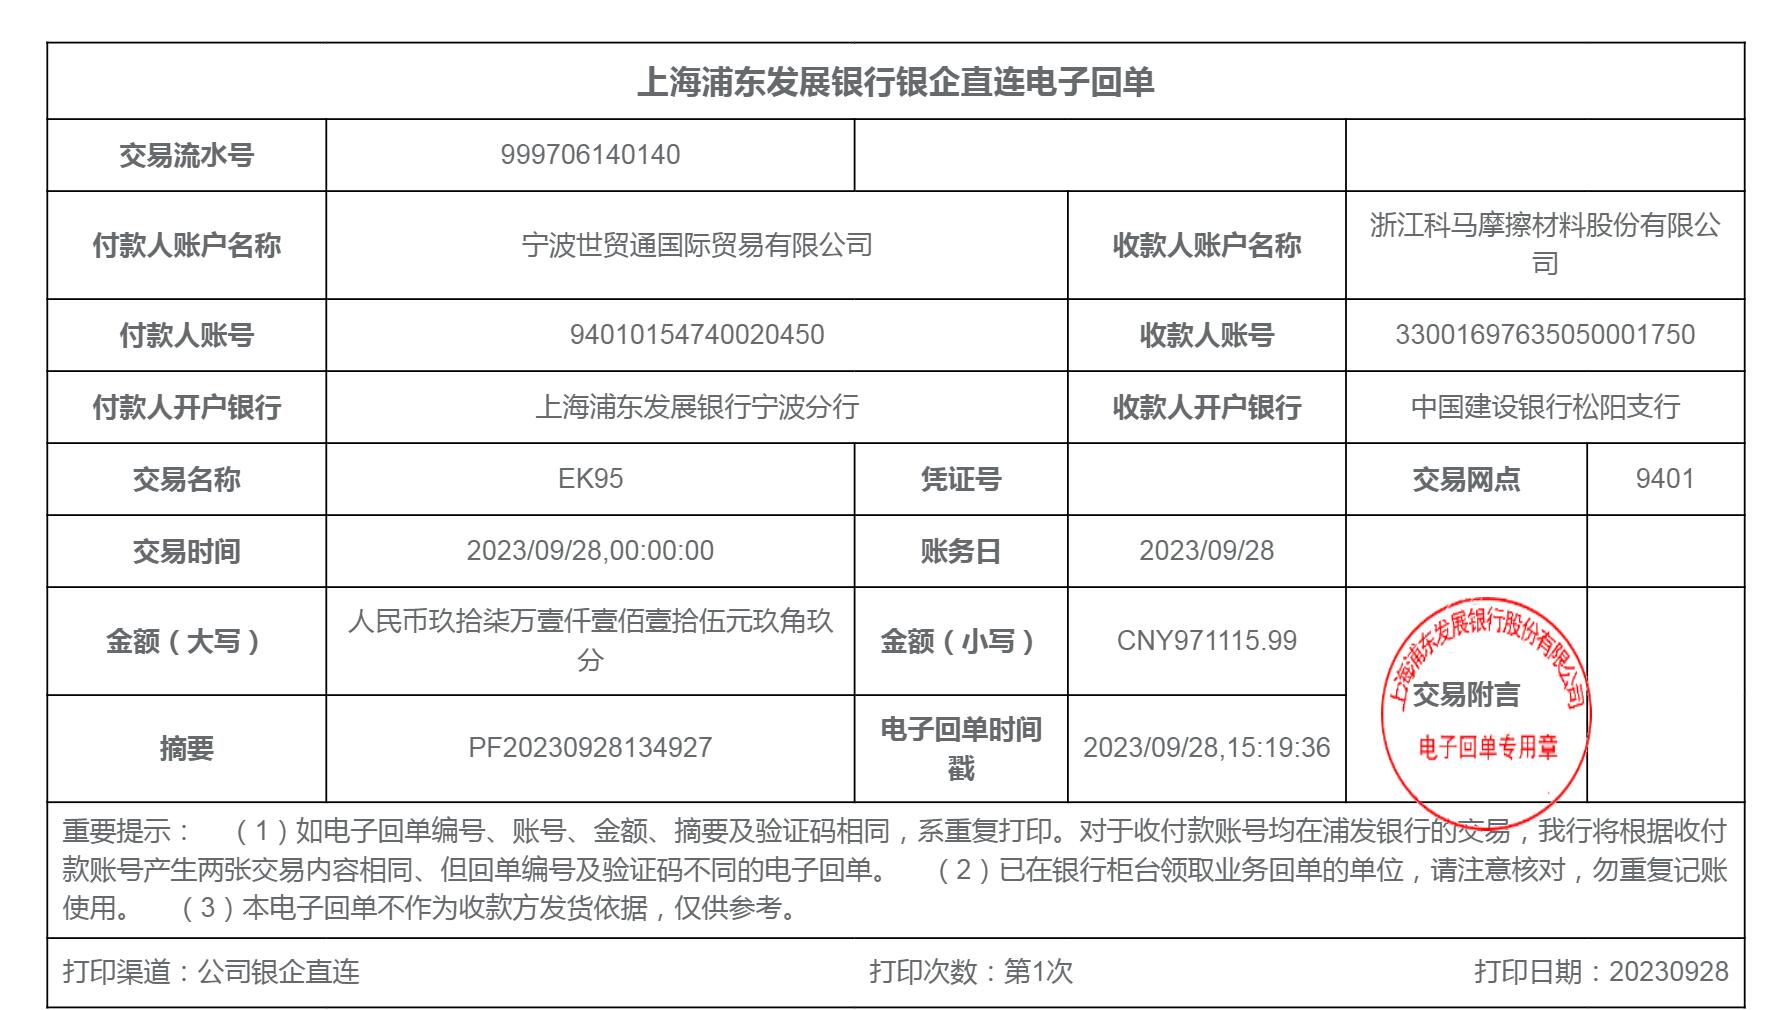 上海浦东发展银行银企直连电子回单
交易流水号 999706140140
付款人账户名称 宁波世贸通国际贸易有限公司 收款人账户名称 浙江科马摩擦材料股份有限公
司
付款人账号 94010154740020450 收款人账号 33001697635050001750
付款人开户银行 上海浦东发展银行宁波分行 收款人开户银行 中国建设银行松阳支行
交易名称 EK95 凭证号 交易网点 9401
交易时间 2023/09/28,00:00:00 账务日 2023/09/28
金额（大写） 人民币玖拾柒万壹仟壹佰壹拾伍元玖角玖
分
金额（小写） CNY971115.99
上海浦东发展银行股份有限公司
交易附言
电子回单专用章
摘要 PF20230928134927 电子回单时间
戳
2023/09/28,15:19:36
重要提示： （1）如电子回单编号、账号、金额、摘要及验证码相同，系重复打印。对于收付款账号均在浦发银行的交易，我行将根据收付
款账号产生两张交易内容相同、但回单编号及验证码不同的电子回单。 （2）已在银行柜台领取业务回单的单位，请注意核对，勿重复记账
使用。 （3）本电子回单不作为收款方发货依据，仅供参考。
打印渠道：公司银企直连 打印次数：第1次 打印日期：20230928